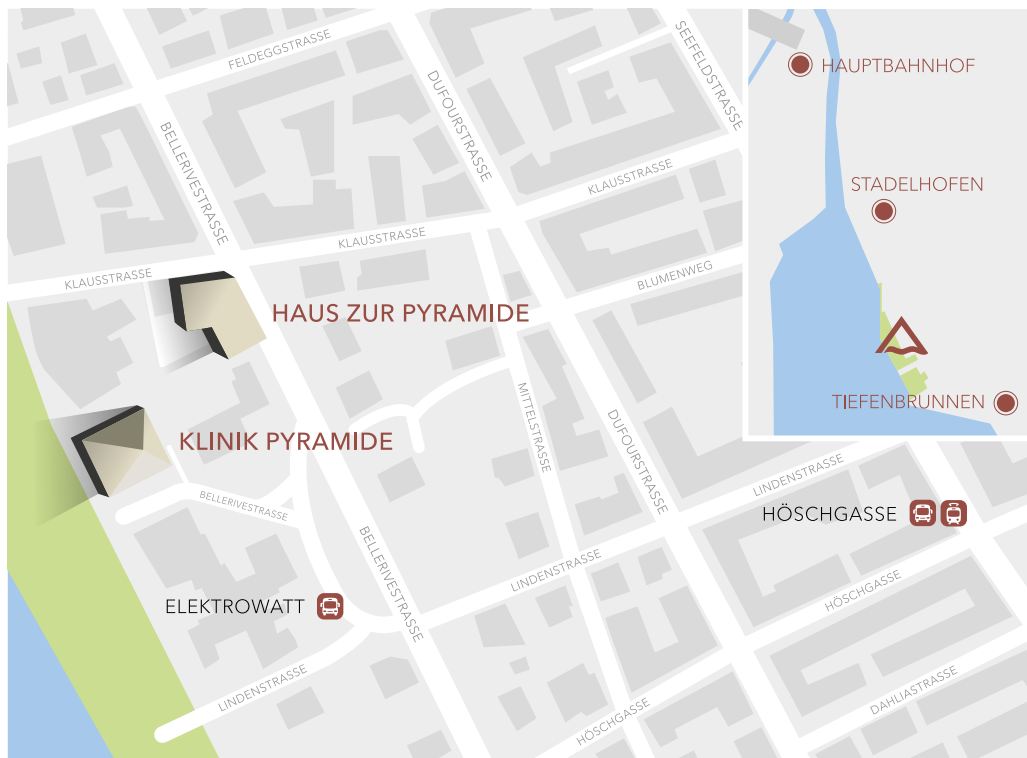 FELDEGGSTRASSE
DUFOURSTRASSE
SEEFELDSTRASSE
BELLERIVESTRASSE
HAUPTBAHNHOF
STADELHOFEN
TIEFENBRUNNEN
KLAUSSTRASSE
KLAUSSTRASSE
KLAUSSTRASSE
BLUMENWEG
HAUS ZUR PYRAMIDE
MITTELSTRASSE
DUFOURSTRASSE
KLINIK PYRAMIDE
BELLERIVESTRASSE
LINDENSTRASSE
HÖSCHGASSE
BELLERIVESTRASSE
LINDENSTRASSE
HÖSCHGASSE
ELEKTROWATT
LINDENSTRASSE
DAHLIASTRASSE
HÖSCHGASSE